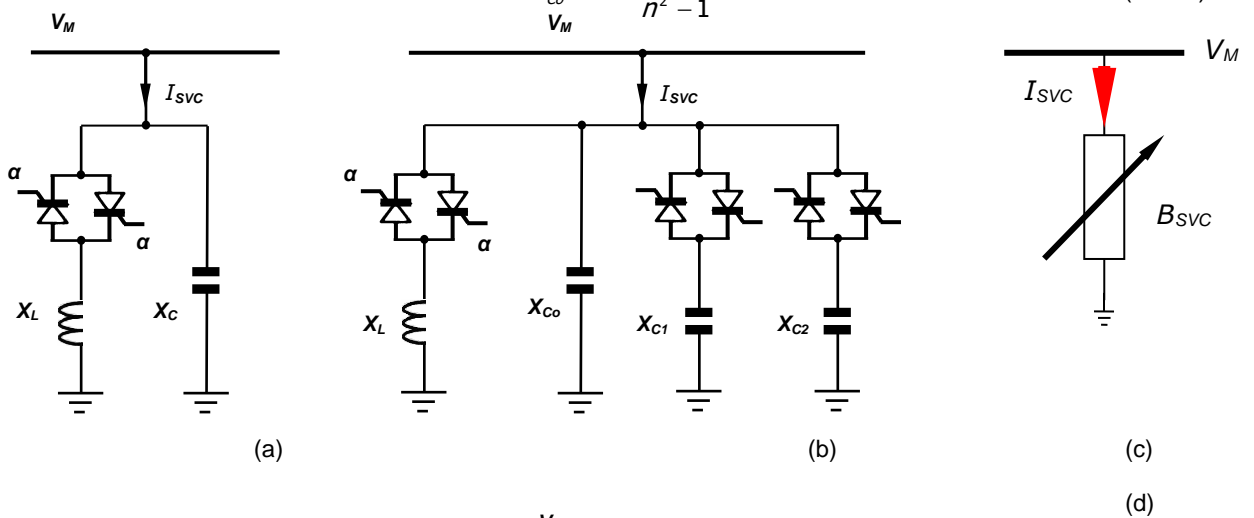 n² − 1
V_M
V_M
V_M
I_SVC
I_SVC
I_SVC
α
α
α
α
B_SVC
X_L
X_C
X_L
X_Co
X_C1
X_C2
(a)
(b)
(c)
(d)